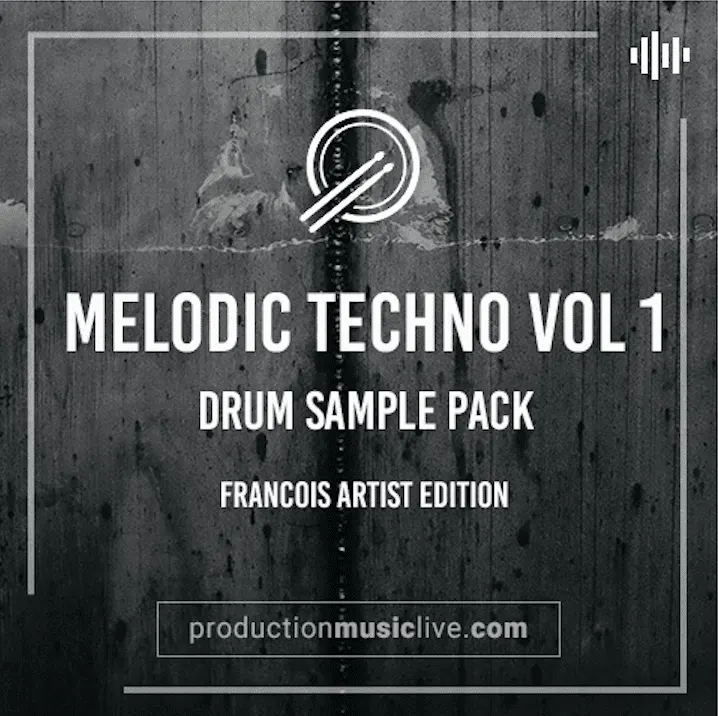 MELODIC TECHNO VOL 1
DRUM SAMPLE PACK
FRANCOIS ARTIST EDITION
productionmusiclive.com